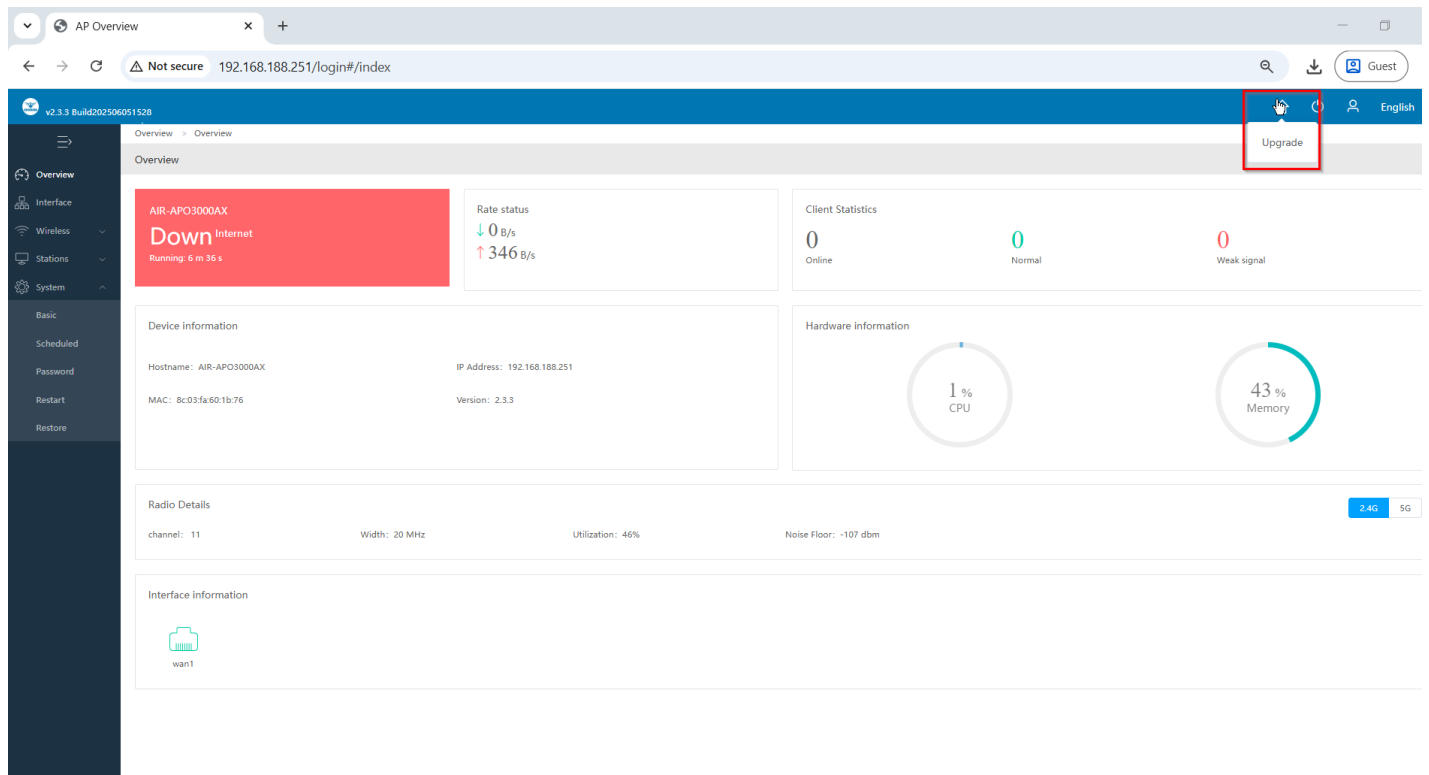 AP Overview
Not secure 192.168.188.251/login#/index Guest
v2.3.3 Build202506051528 English
Upgrade
Overview > Overview
Overview
Overview
Interface
Wireless
Stations
System
Basic
Scheduled
Password
Restart
Restore
AIR-APO3000AX
Down Internet
Running: 6 m 36 s
Rate status
↓ 0 B/s
↑ 346 B/s
Client Statistics
0 0 0
Online Normal Weak signal
Device information
Hostname: AIR-APO3000AX IP Address: 192.168.188.251
MAC: 8c:03:fa:60:1b:76 Version: 2.3.3
Hardware information
1 % 43 %
CPU Memory
Radio Details
2.4G 5G
channel: 11 Width: 20 MHz Utilization: 46% Noise Floor: -107 dbm
Interface information
wan1